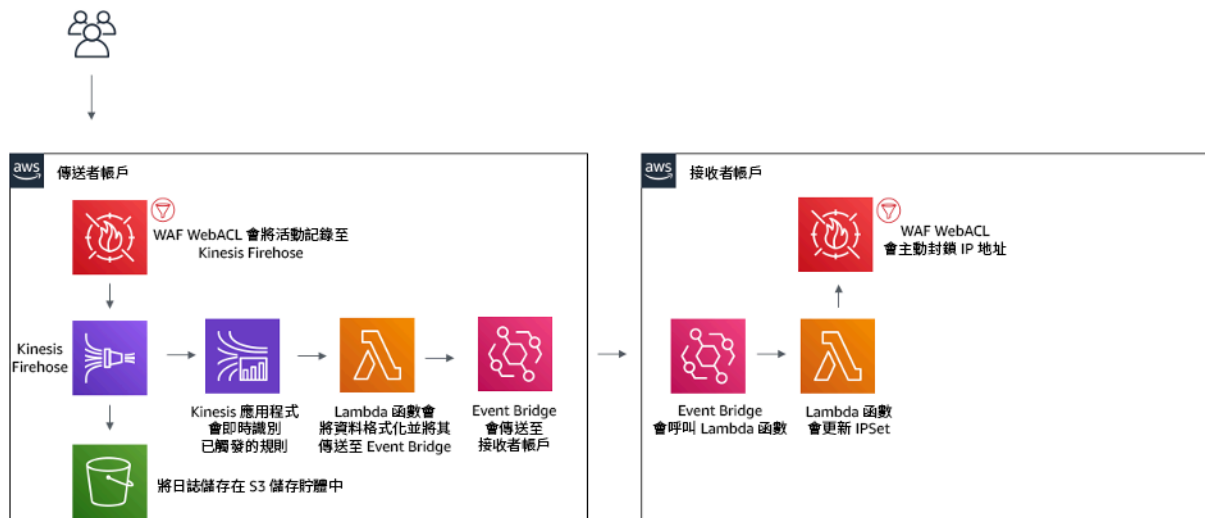 aws
傳送者帳戶
WAF WebACL 會將活動記錄至
Kinesis Firehose
Kinesis
Firehose
Kinesis 應用程式
會即時識別
已觸發的規則
Lambda 函數會
將資料格式化並將其
傳送至 Event Bridge
Event Bridge
會傳送至
接收者帳戶
將日誌儲存在 S3 儲存貯體中
aws
接收者帳戶
WAF WebACL
會主動封鎖 IP 地址
Event Bridge
會呼叫 Lambda 函數
Lambda 函數
會更新 IPSet